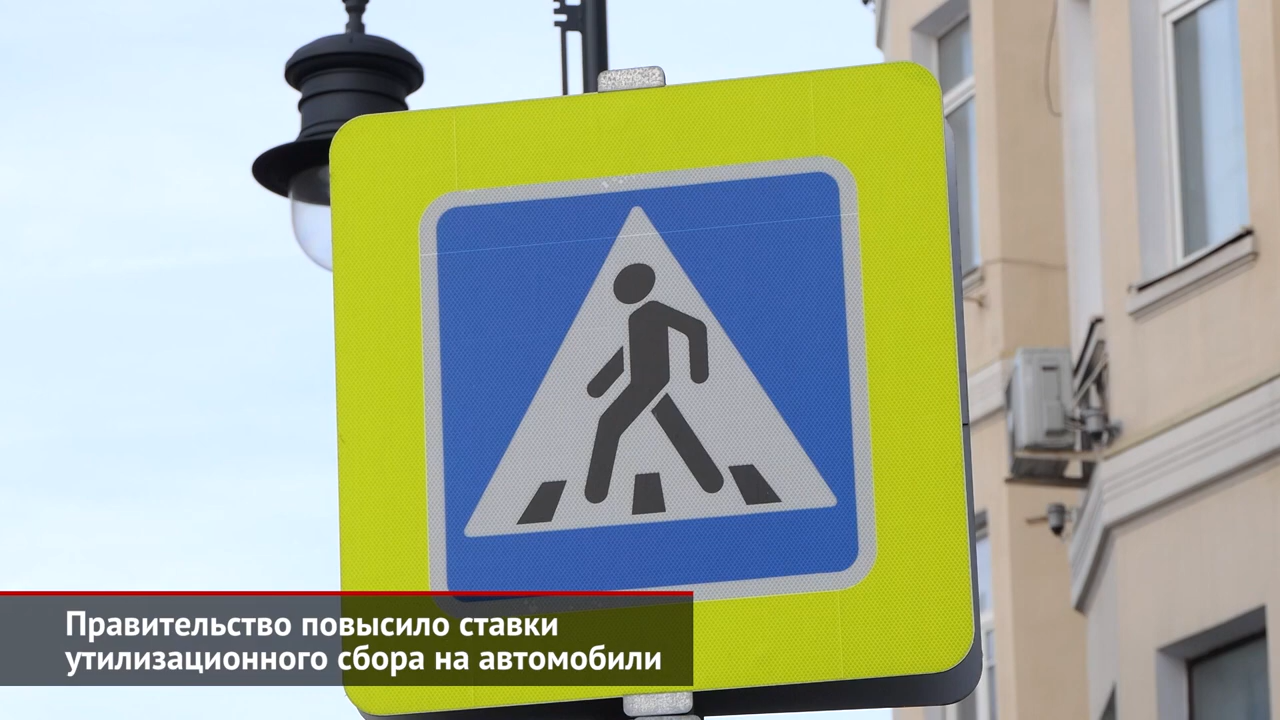 Правительство повысило ставки
утилизационного сбора на автомобили